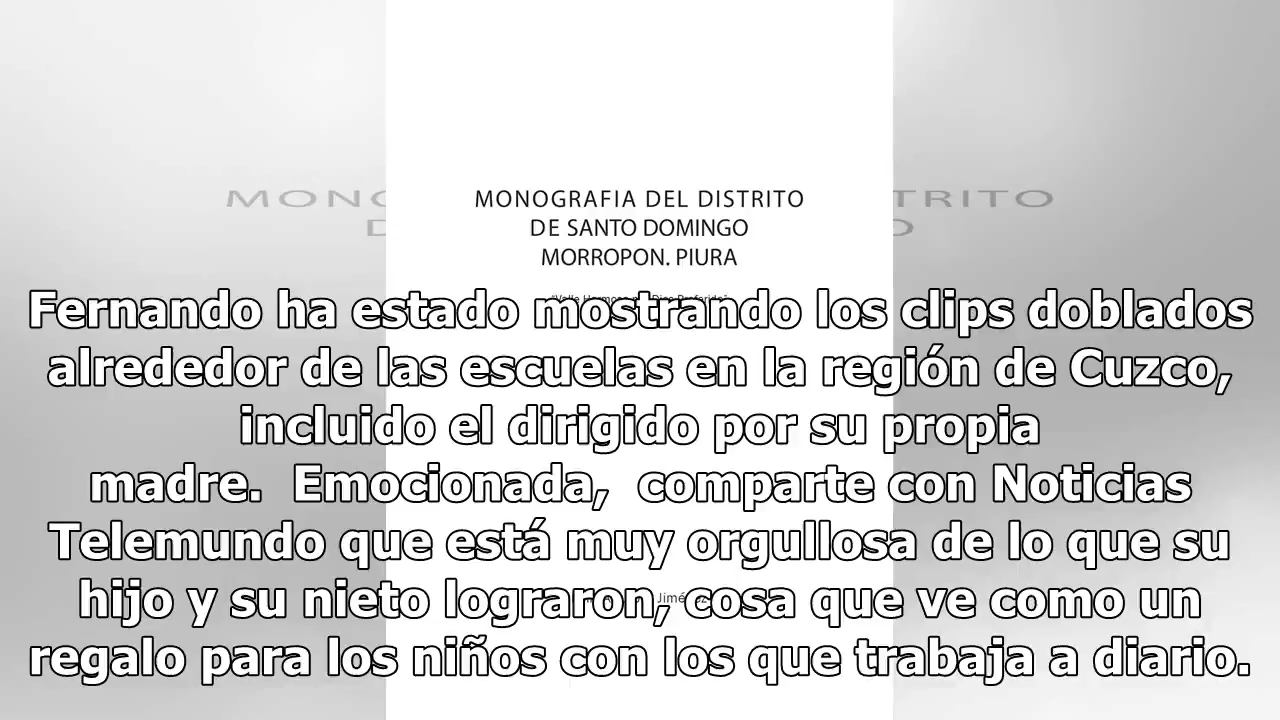 MONOGRAFIA DEL DISTRITO
DE SANTO DOMINGO
MORROPON. PIURA
Fernando ha estado mostrando los clips doblados
alrededor de las escuelas en la región de Cuzco,
incluido el dirigido por su propia
madre. Emocionada, comparte con Noticias
Telemundo que está muy orgullosa de lo que su
hijo y su nieto lograron, cosa que ve como un
regalo para los niños con los que trabaja a diario.